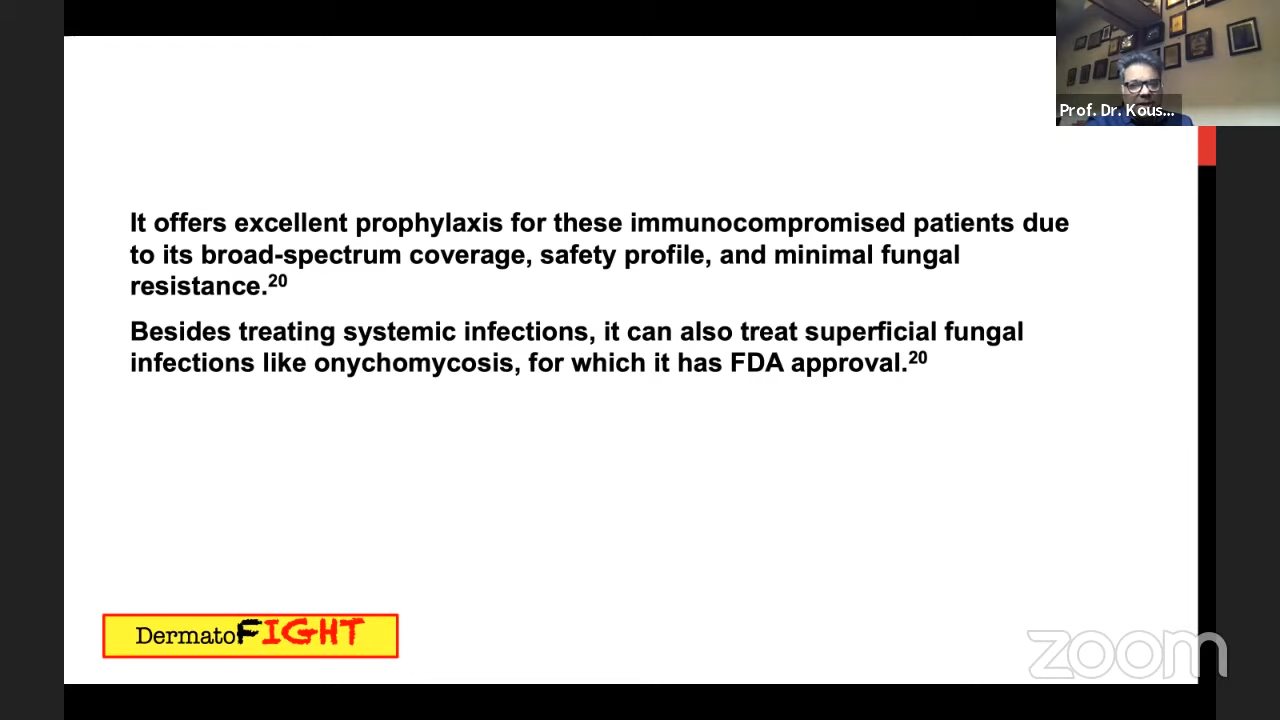 Prof. Dr. Kous...
It offers excellent prophylaxis for these immunocompromised patients due
to its broad-spectrum coverage, safety profile, and minimal fungal
resistance.20
Besides treating systemic infections, it can also treat superficial fungal
infections like onychomycosis, for which it has FDA approval.20
DermatoFIGHT
zoom